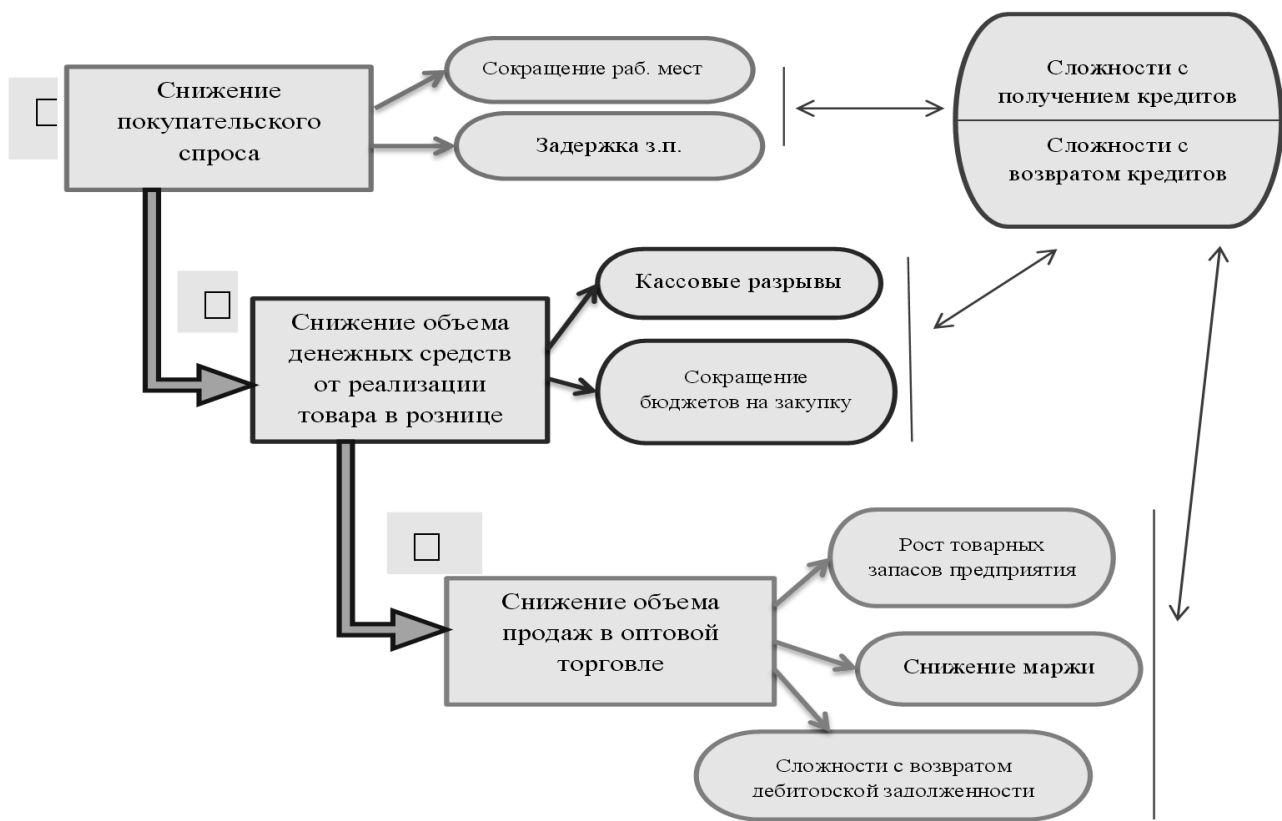 Снижение
покупательского
спроса
Сокращение раб. мест
Задержка з.п.
Сложности с
получением кредитов
Сложности с
возвратом кредитов
Снижение объема
денежных средств
от реализации
товара в рознице
Кассовые разрывы
Сокращение
бюджетов на закупку
Снижение объема
продаж в оптовой
торговле
Рост товарных
запасов предприятия
Снижение маржи
Сложности с возвратом
дебиторской задолженности